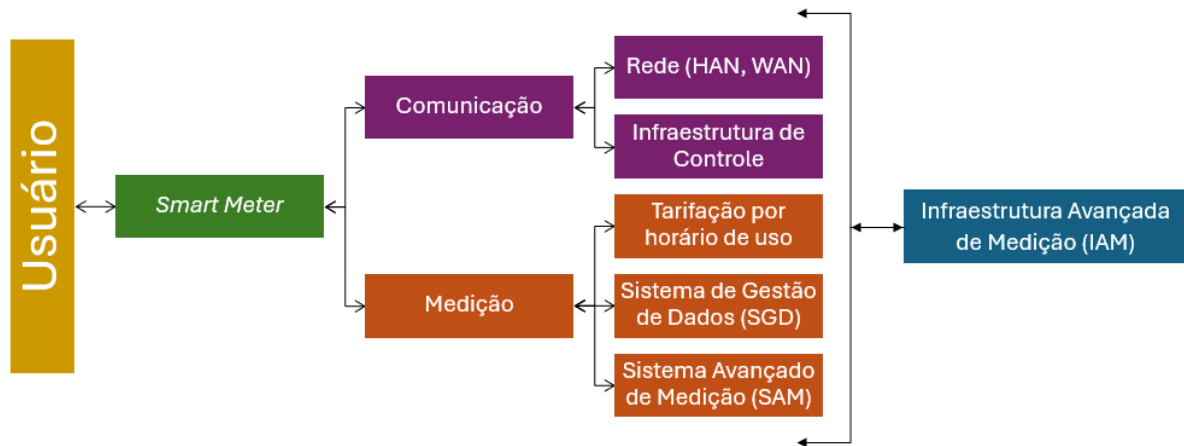 Usuário
Smart Meter
Comunicação
Medição
Rede (HAN, WAN)
Infraestrutura de
Controle
Tarifação por
horário de uso
Sistema de Gestão
de Dados (SGD)
Sistema Avançado
de Medição (SAM)
Infraestrutura Avançada
de Medição (IAM)